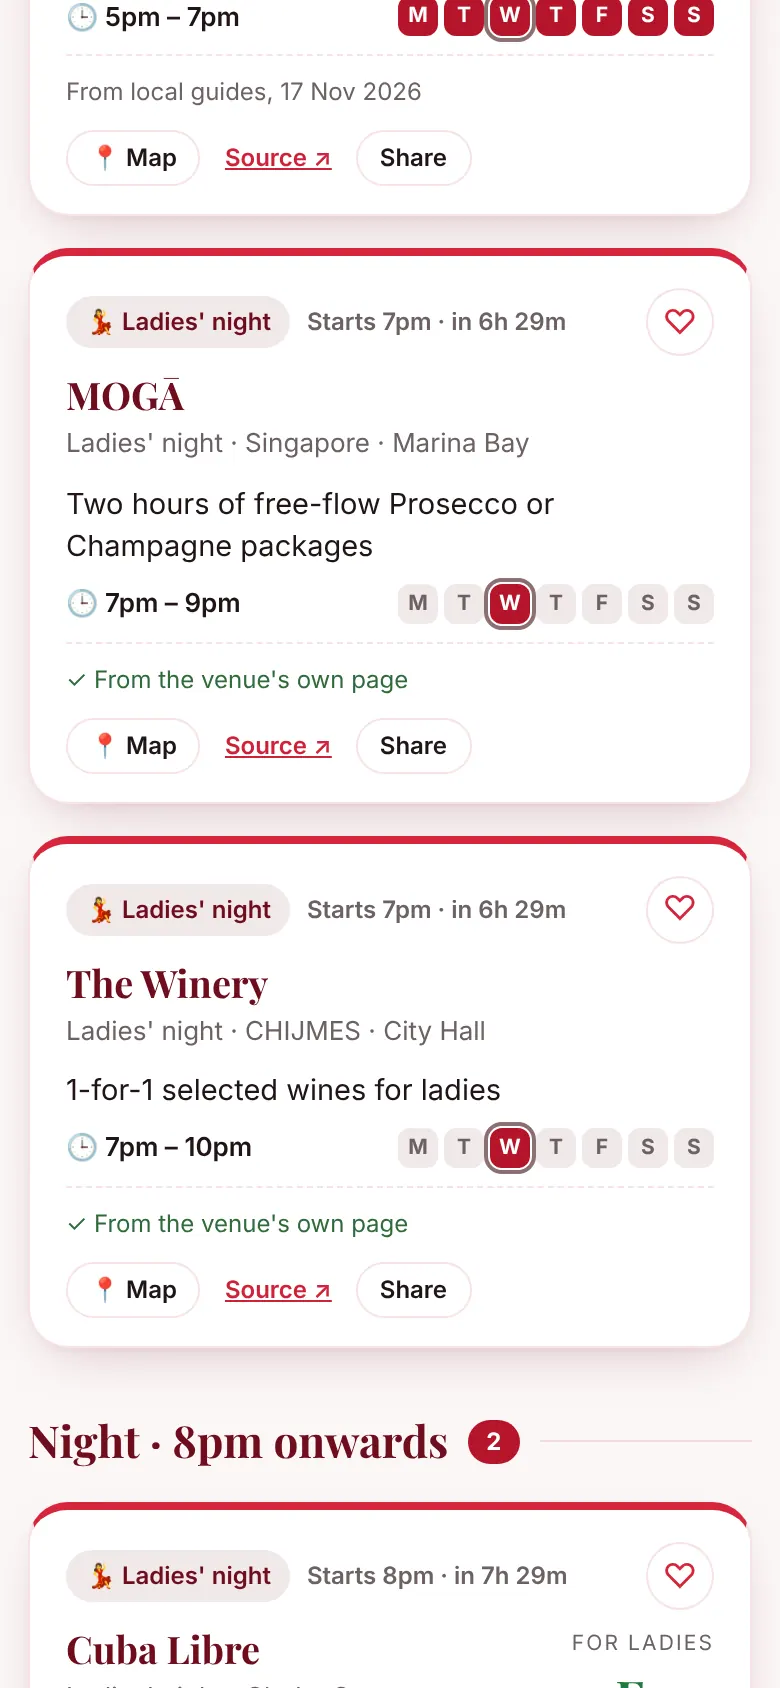 5pm – 7pm
M T W T F S S
From local guides, 17 Nov 2026
Map Source ↗ Share
Ladies' night Starts 7pm · in 6h 29m
MOGĀ
Ladies' night · Singapore · Marina Bay
Two hours of free-flow Prosecco or
Champagne packages
7pm – 9pm
M T W T F S S
✓ From the venue's own page
Map Source ↗ Share
Ladies' night Starts 7pm · in 6h 29m
The Winery
Ladies' night · CHIJMES · City Hall
1-for-1 selected wines for ladies
7pm – 10pm
M T W T F S S
✓ From the venue's own page
Map Source ↗ Share
Night · 8pm onwards 2
Ladies' night Starts 8pm · in 7h 29m
Cuba Libre
FOR LADIES